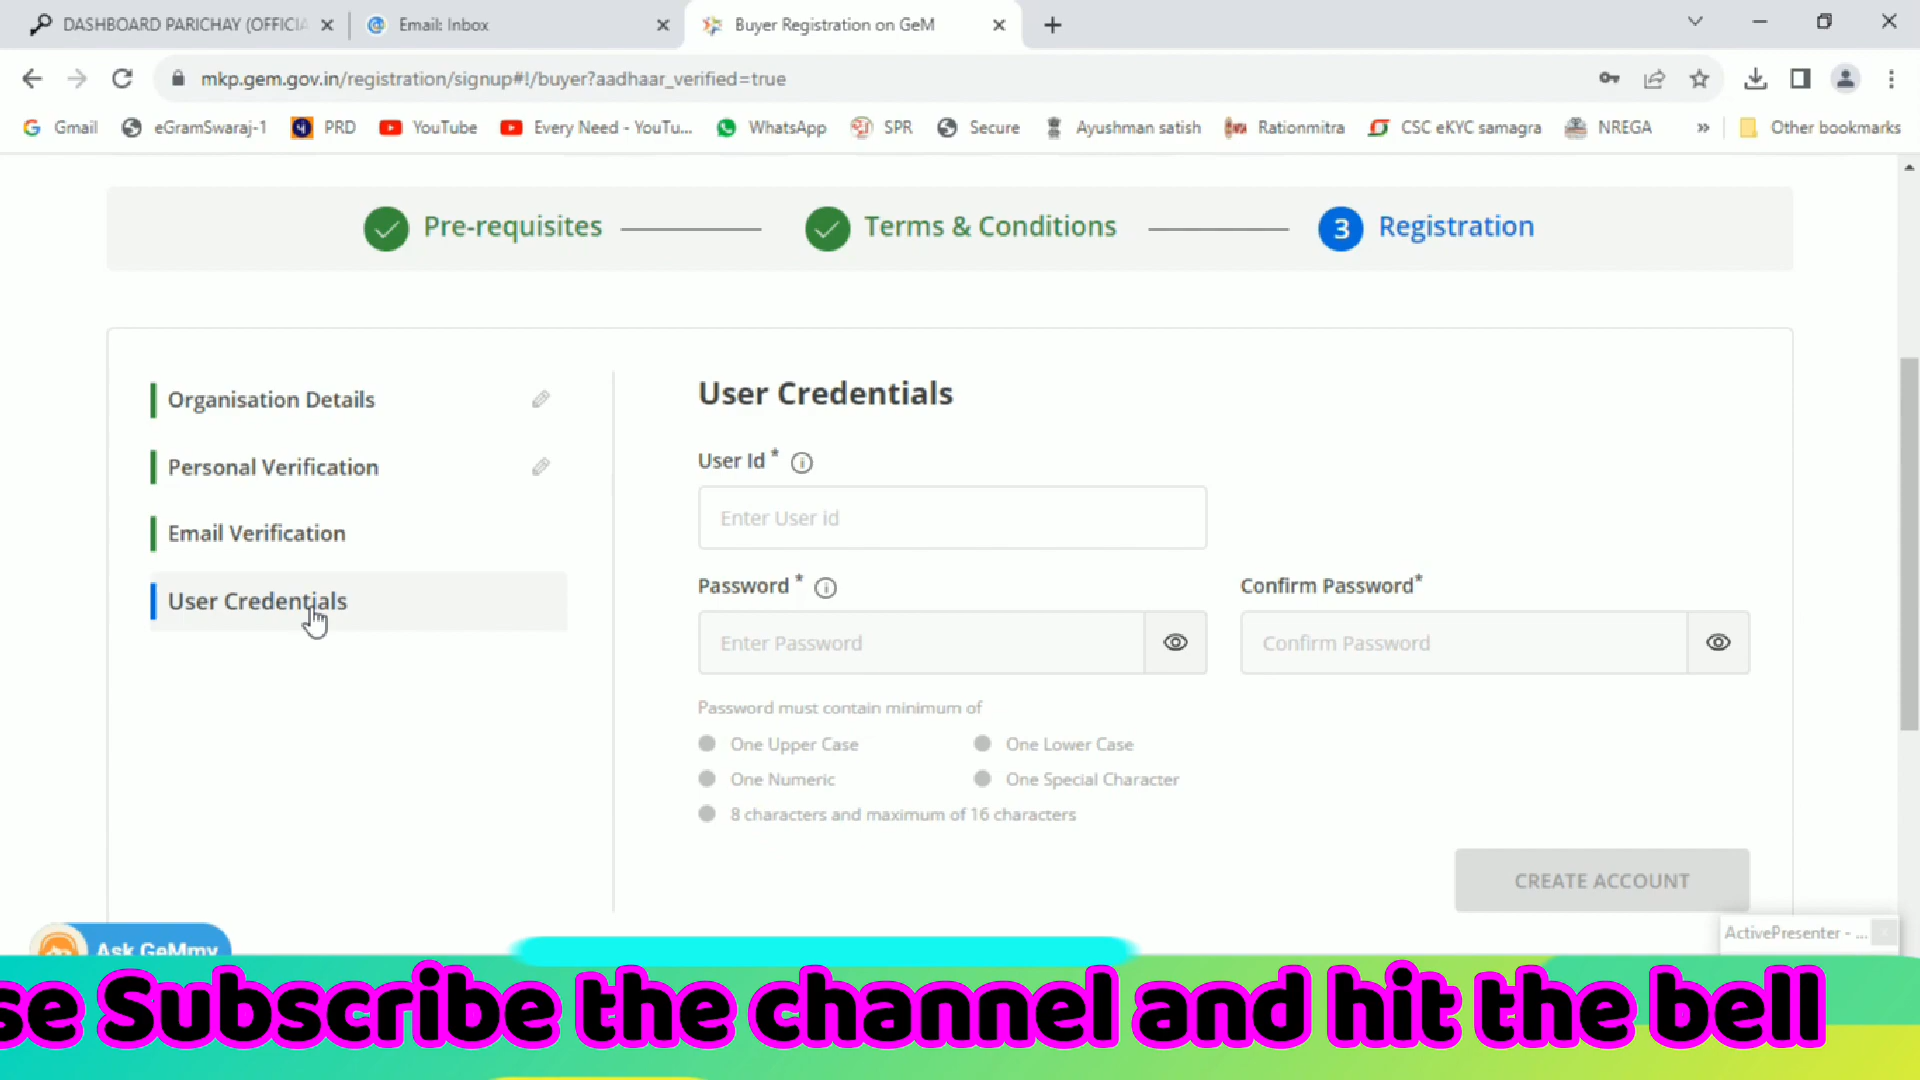 DASHBOARD PARICHAY (OFFICIA
Email: Inbox
Buyer Registration on GeM
mkp.gem.gov.in/registration/signup#!/buyer?aadhaar_verified=true
Gmail
eGramSwaraj-1
PRD
YouTube
Every Need - YouTu...
WhatsApp
SPR
Secure
Ayushman satish
Rationmitra
CSC eKYC samagra
NREGA
»
Other bookmarks
Pre-requisites
Terms & Conditions
3 Registration
Organisation Details
Personal Verification
Email Verification
User Credentials
User Credentials
User Id *
Enter User id
Password *
Confirm Password*
Enter Password
Confirm Password
Password must contain minimum of
One Upper Case
One Lower Case
One Numeric
One Special Character
8 characters and maximum of 16 characters
CREATE ACCOUNT
ActivePresenter - ...
Ask GeMmy
se Subscribe the channel and hit the bell